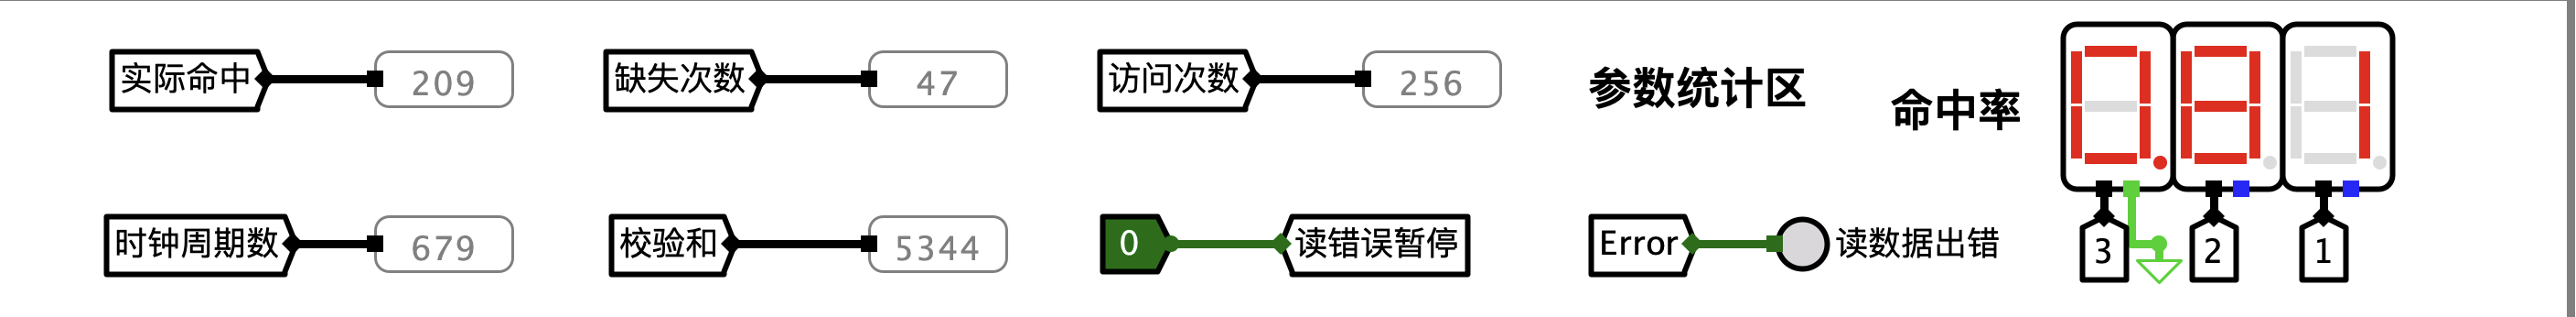 实际命中 209 缺失次数 47 访问次数 256 参数统计区 命中率 0.81
时钟周期数 679 校验和 5344 0 读错误暂停 Error 读数据出错 3 2 1